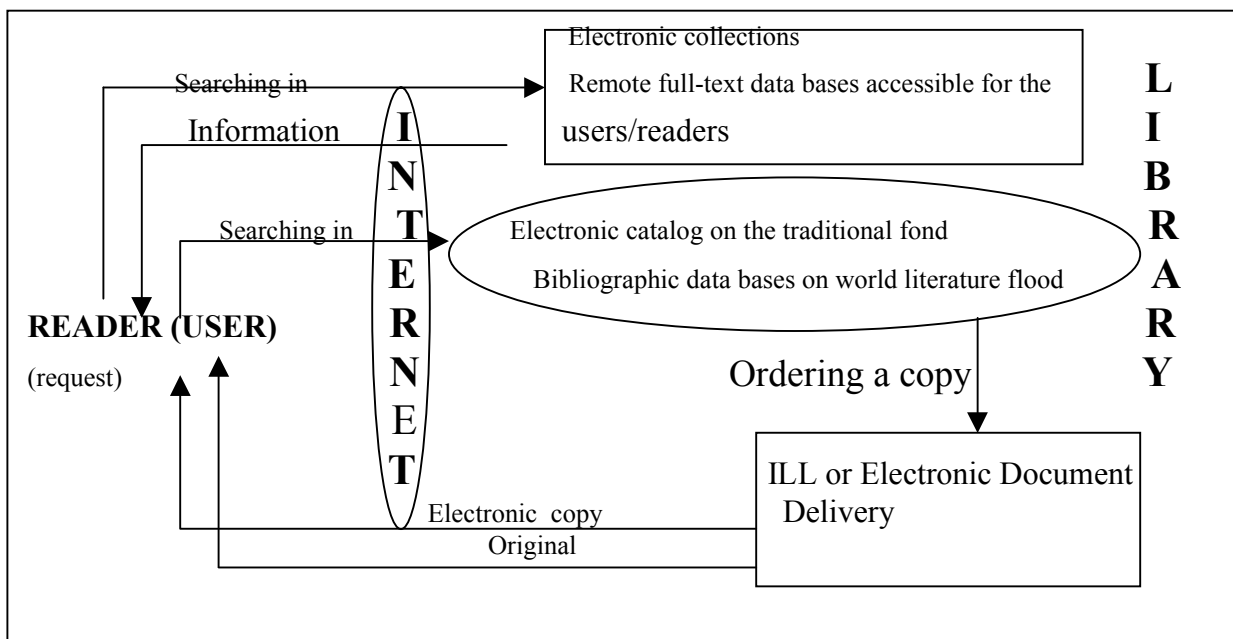 Electronic collections
Searching in
Remote full-text data bases accessible for the
users/readers
Information
INTERNET
LIBRARY
Searching in
Electronic catalog on the traditional fond
Bibliographic data bases on world literature flood
READER (USER)
(request)
Ordering a copy
ILL or Electronic Document
Delivery
Electronic copy
Original